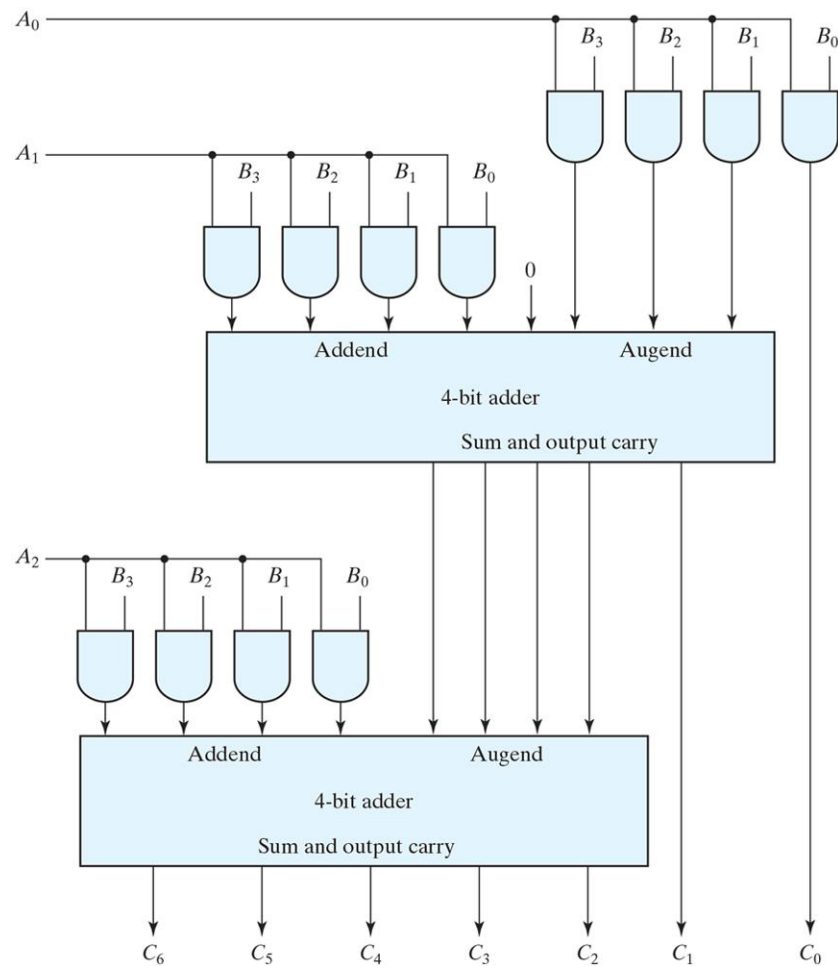 A₀
B₃ B₂ B₁ B₀
A₁
B₃ B₂ B₁ B₀
0
Addend Augend
4-bit adder
Sum and output carry
A₂
B₃ B₂ B₁ B₀
Addend Augend
4-bit adder
Sum and output carry
C₆ C₅ C₄ C₃ C₂ C₁ C₀